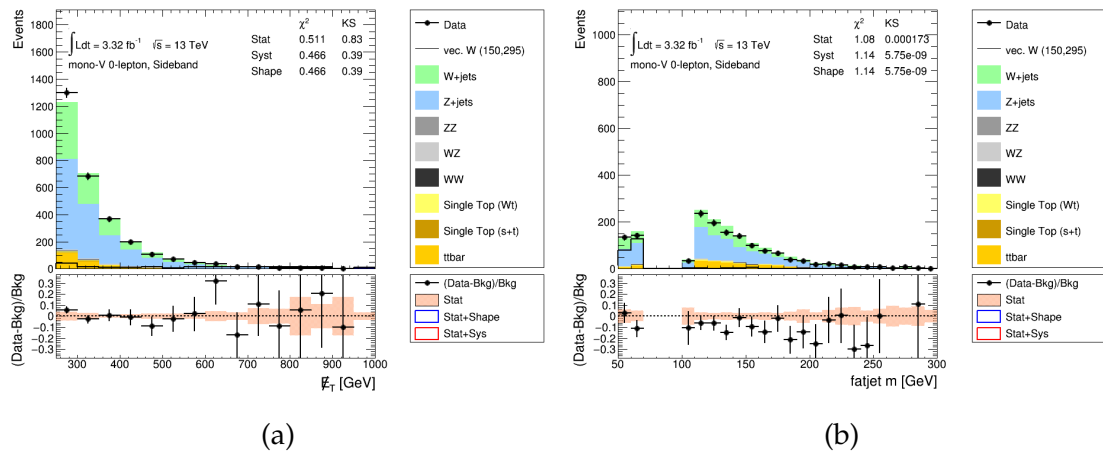 Events
1800
1600
1400
1200
1000
800
600
400
200
0
χ² KS
Stat 0.511 0.83
Syst 0.466 0.39
Shape 0.466 0.39
∫Ldt = 3.32 fb⁻¹ √s = 13 TeV
mono-V 0-lepton, Sideband
Data
vec. W (150,295)
W+jets
Z+jets
ZZ
WZ
WW
Single Top (Wt)
Single Top (s+t)
ttbar
(Data-Bkg)/Bkg
0.3
0.2
0.1
0
−0.1
−0.2
−0.3
300 400 500 600 700 800 900 1000
E̸T [GeV]
(Data-Bkg)/Bkg
Stat
Stat+Shape
Stat+Sys
(a)
Events
1000
800
600
400
200
0
χ² KS
Stat 1.08 0.000173
Syst 1.14 5.75e-09
Shape 1.14 5.75e-09
∫Ldt = 3.32 fb⁻¹ √s = 13 TeV
mono-V 0-lepton, Sideband
Data
vec. W (150,295)
W+jets
Z+jets
ZZ
WZ
WW
Single Top (Wt)
Single Top (s+t)
ttbar
(Data-Bkg)/Bkg
0.3
0.2
0.1
0
−0.1
−0.2
−0.3
50 100 150 200 250 300
fatjet m [GeV]
(Data-Bkg)/Bkg
Stat
Stat+Shape
Stat+Sys
(b)